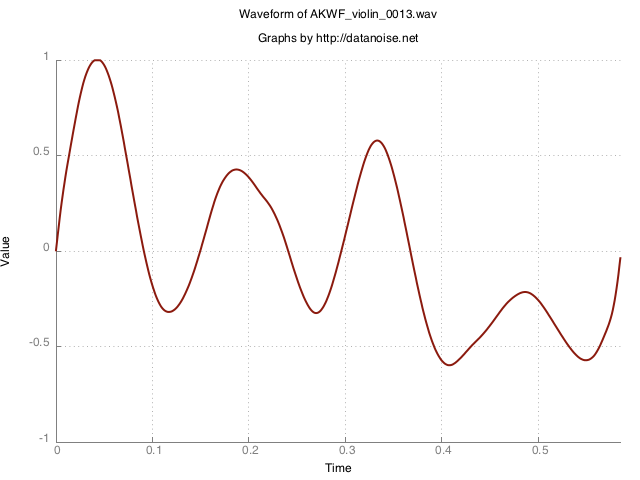 Waveform of AKWF_violin_0013.wav
Graphs by http://datanoise.net
1
0.5
0
-0.5
-1
Value
0 0.1 0.2 0.3 0.4 0.5
Time